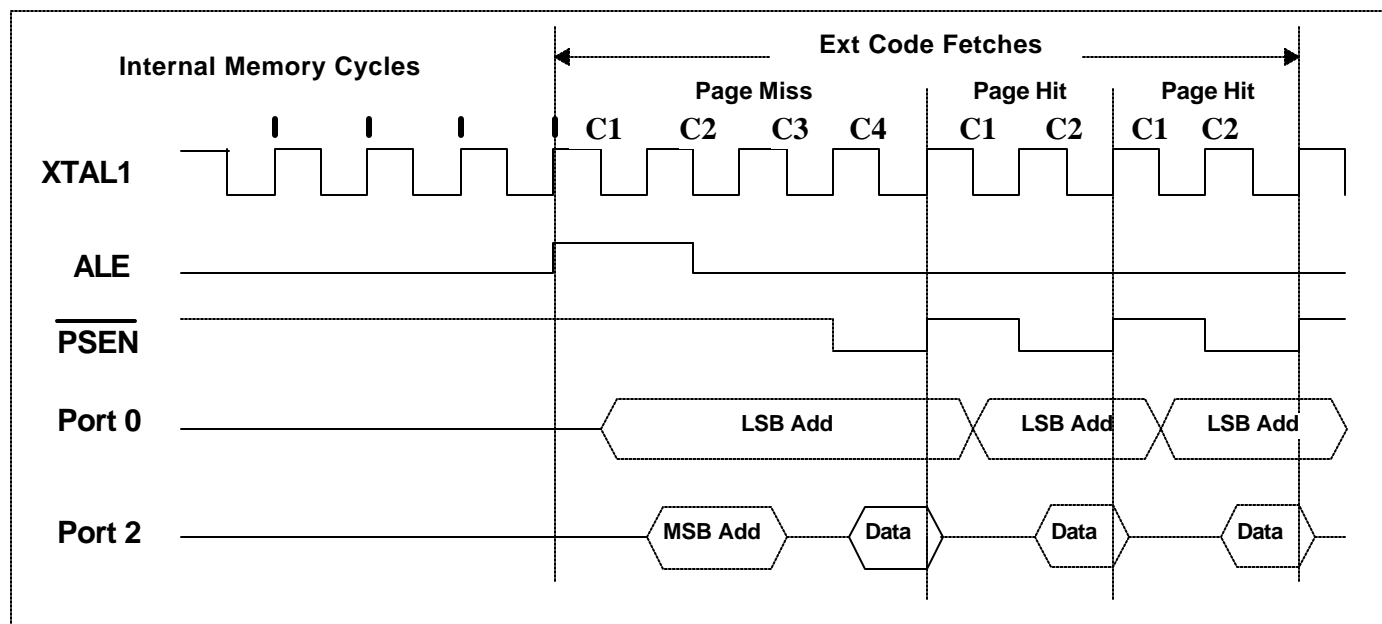 Ext Code Fetches
Internal Memory Cycles
Page Miss Page Hit Page Hit
C1 C2 C3 C4 C1 C2 C1 C2
XTAL1
ALE
PSEN
Port 0 LSB Add LSB Add LSB Add
Port 2 MSB Add Data Data Data